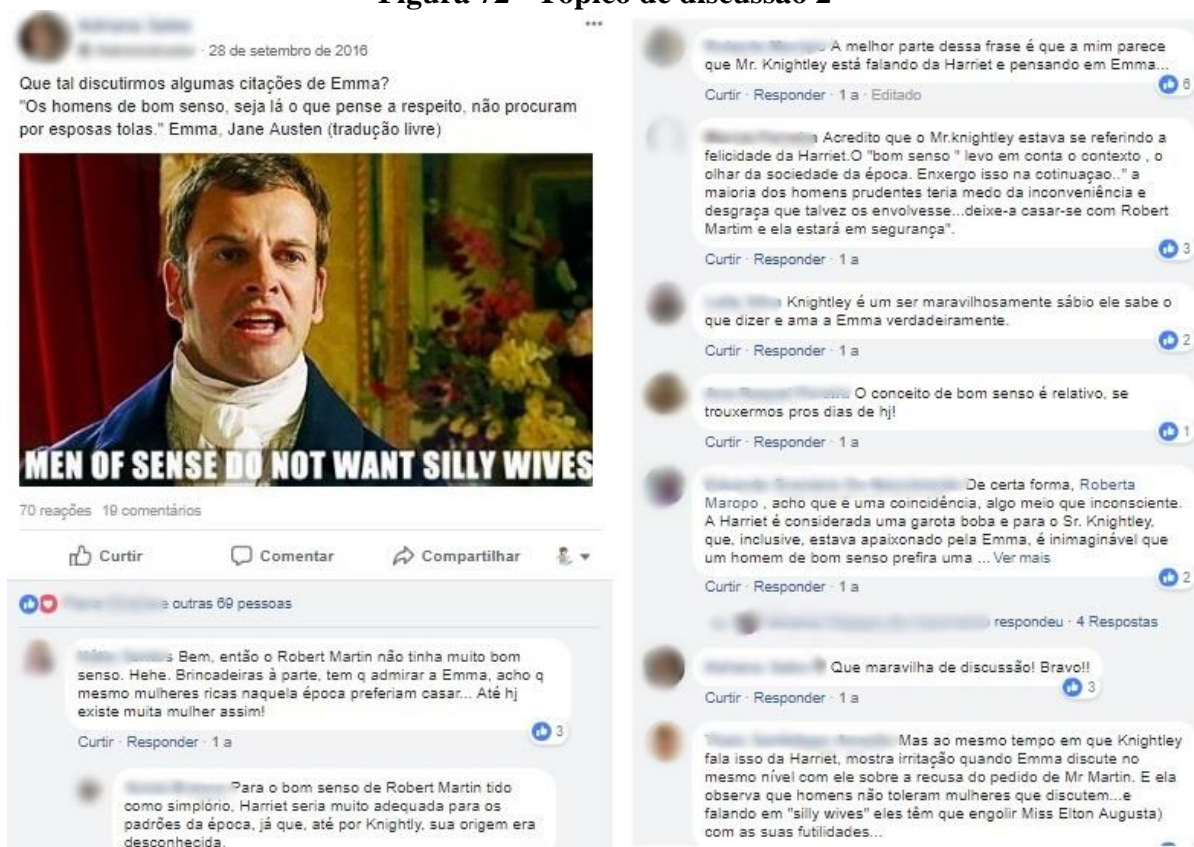 Figura 72 - Tópico de discussão 2
28 de setembro de 2016
Que tal discutirmos algumas citações de Emma?
"Os homens de bom senso, seja lá o que pense a respeito, não procuram
por esposas tolas." Emma, Jane Austen (tradução livre)
MEN OF SENSE DO NOT WANT SILLY WIVES
70 reações 19 comentários
Curtir Comentar Compartilhar
e outras 69 pessoas
Bem, então o Robert Martin não tinha muito bom
senso. Hehe. Brincadeiras à parte, tem q admirar a Emma, acho q
mesmo mulheres ricas naquela época preferiam casar... Até hj
existe muita mulher assim!
3
Curtir · Responder · 1 a
Para o bom senso de Robert Martin tido
como simplório, Harriet seria muito adequada para os
padrões da época, já que, até por Knightly, sua origem era
desconhecida.
A melhor parte dessa frase é que a mim parece
que Mr. Knightley está falando da Harriet e pensando em Emma...
6
Curtir · Responder · 1 a · Editado
Acredito que o Mr.knightley estava se referindo a
felicidade da Harriet.O "bom senso " levo em conta o contexto , o
olhar da sociedade da época. Enxergo isso na cotinuaçao.." a
maioria dos homens prudentes teria medo da inconveniência e
desgraça que talvez os envolvesse...deixe-a casar-se com Robert
Martim e ela estará em segurança".
3
Curtir · Responder · 1 a
Knightley é um ser maravilhosamente sábio ele sabe o
que dizer e ama a Emma verdadeiramente.
2
Curtir · Responder · 1 a
O conceito de bom senso é relativo, se
trouxermos pros dias de hj!
1
Curtir · Responder · 1 a
De certa forma, Roberta
Maropo , acho que é uma coincidência, algo meio que inconsciente.
A Harriet é considerada uma garota boba e para o Sr. Knightley,
que, inclusive, estava apaixonado pela Emma, é inimaginável que
um homem de bom senso prefira uma ... Ver mais
2
Curtir · Responder · 1 a
respondeu · 4 Respostas
Que maravilha de discussão! Bravo!!
3
Curtir · Responder · 1 a
Mas ao mesmo tempo em que Knightley
fala isso da Harriet, mostra irritação quando Emma discute no
mesmo nível com ele sobre a recusa do pedido de Mr Martin. E ela
observa que homens não toleram mulheres que discutem...e
falando em "silly wives" eles têm que engolir Miss Elton Augusta)
com as suas futilidades...